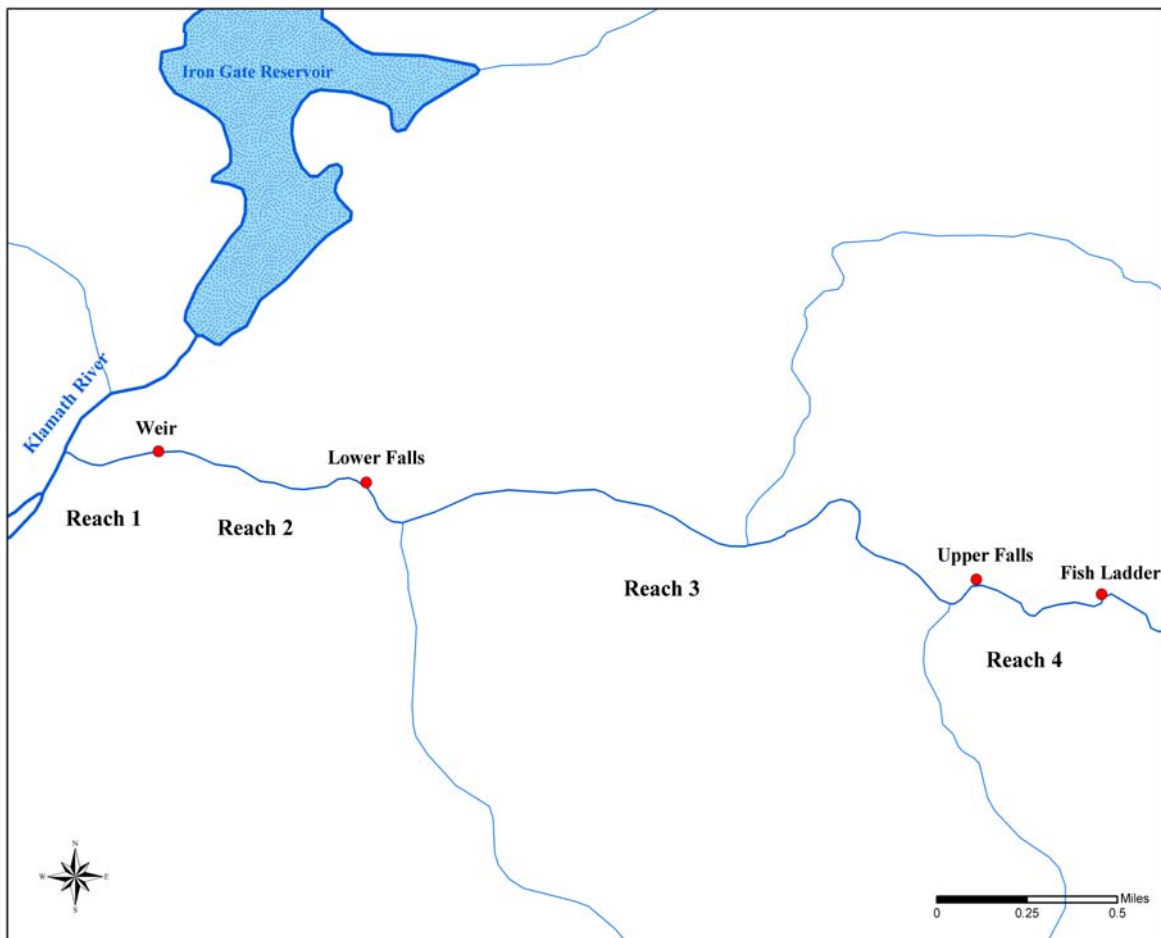 Iron Gate Reservoir
Klamath River
Weir
Lower Falls
Reach 1
Reach 2
Upper Falls
Fish Ladder
Reach 3
Reach 4
N
W E
S
Miles
0 0.25 0.5